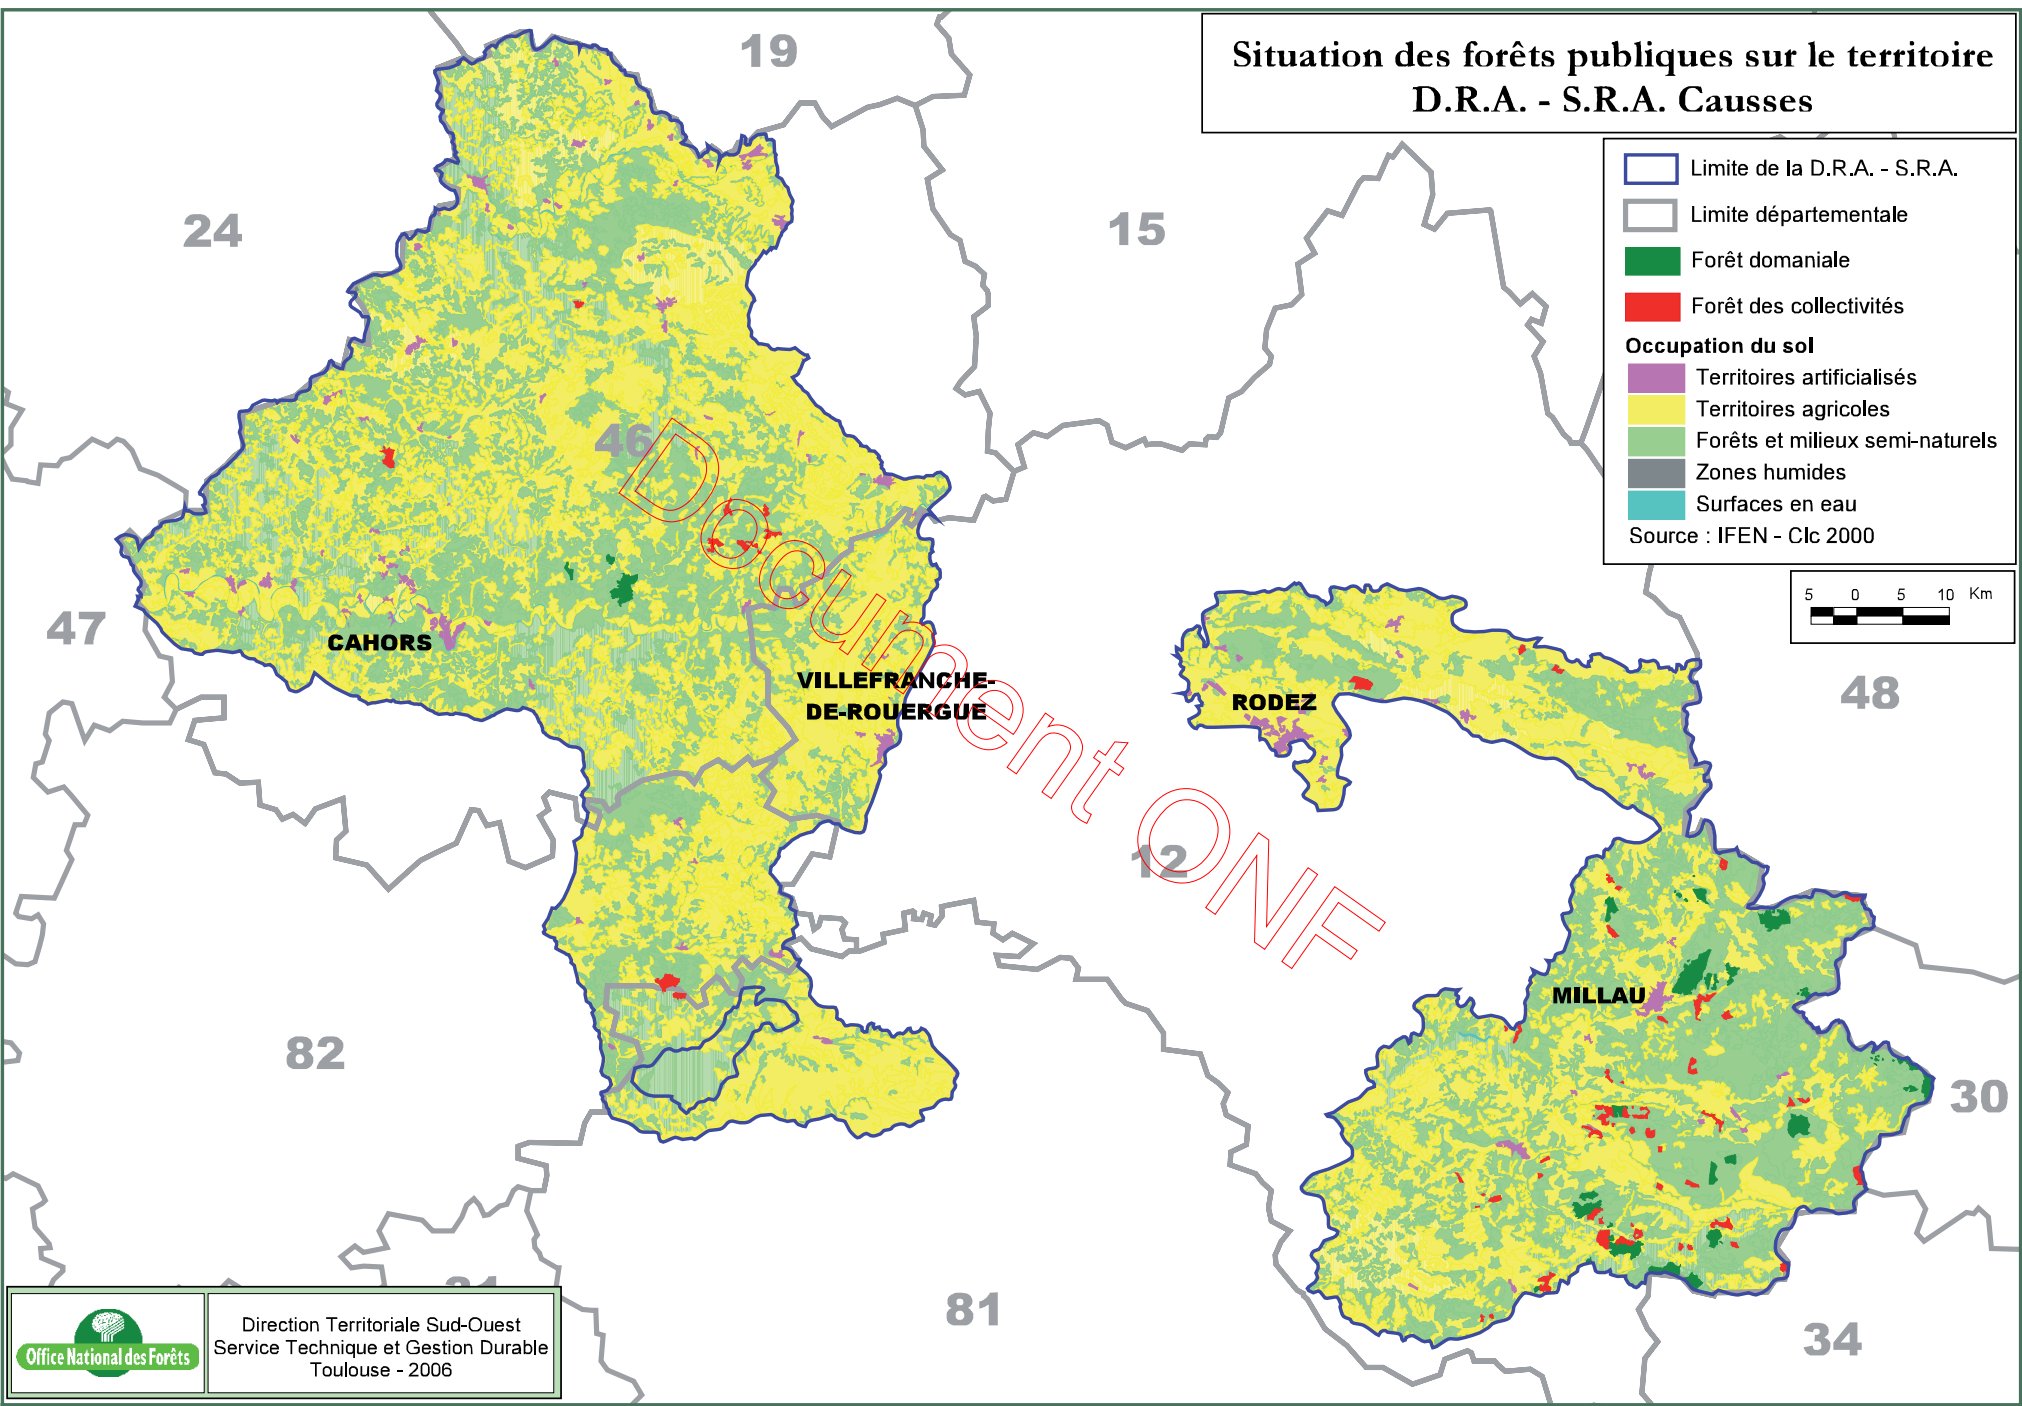 Situation des forêts publiques sur le territoire
D.R.A. - S.R.A. Causses
Limite de la D.R.A. - S.R.A.
Limite départementale
Forêt domaniale
Forêt des collectivités
Occupation du sol
Territoires artificialisés
Territoires agricoles
Forêts et milieux semi-naturels
Zones humides
Surfaces en eau
Source : IFEN - Clc 2000
5 0 5 10 Km
19
24
15
46
47
CAHORS
VILLEFRANCHE-
DE-ROUERGUE
RODEZ
48
12
MILLAU
82
30
81
34
Document ONF
Office National des Forêts
Direction Territoriale Sud-Ouest
Service Technique et Gestion Durable
Toulouse - 2006